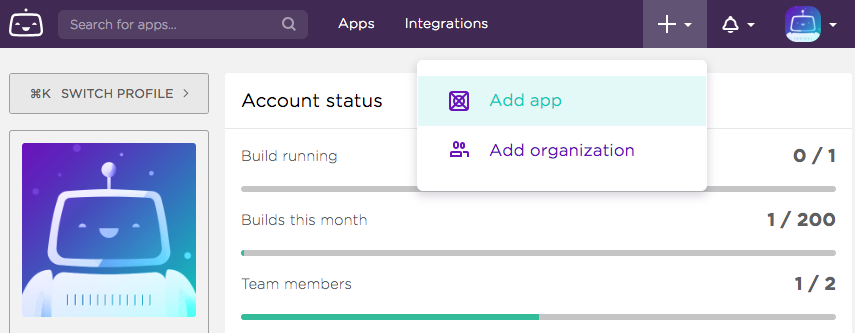 Search for apps...
Apps
Integrations
⌘K SWITCH PROFILE
Account status
Add app
Add organization
Build running
0 / 1
Builds this month
1 / 200
Team members
1 / 2